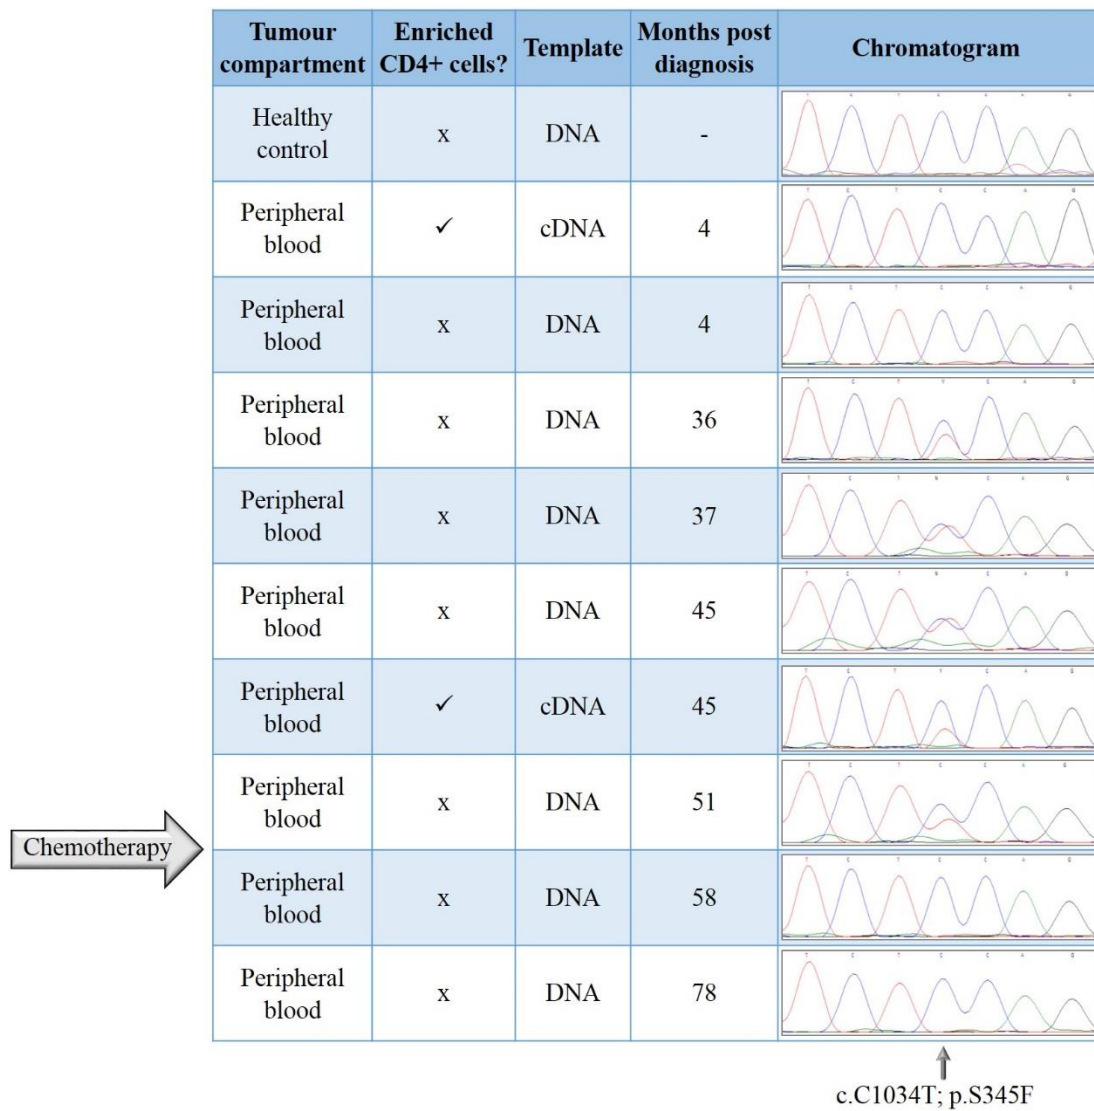 Tumour compartment Enriched CD4+ cells? Template Months post diagnosis Chromatogram
Healthy control x DNA -
Peripheral blood ✓ cDNA 4
T C T C C A G
Peripheral blood x DNA 4
T C T C C A G
Peripheral blood x DNA 36
T C T Y C A G
Peripheral blood x DNA 37
T C T N C A G
Peripheral blood x DNA 45
Peripheral blood ✓ cDNA 45
T C T Y C A G
Peripheral blood x DNA 51
T C T C C A G
Chemotherapy
Peripheral blood x DNA 58
T C T C C A G
Peripheral blood x DNA 78
T C T C C A G
c.C1034T; p.S345F